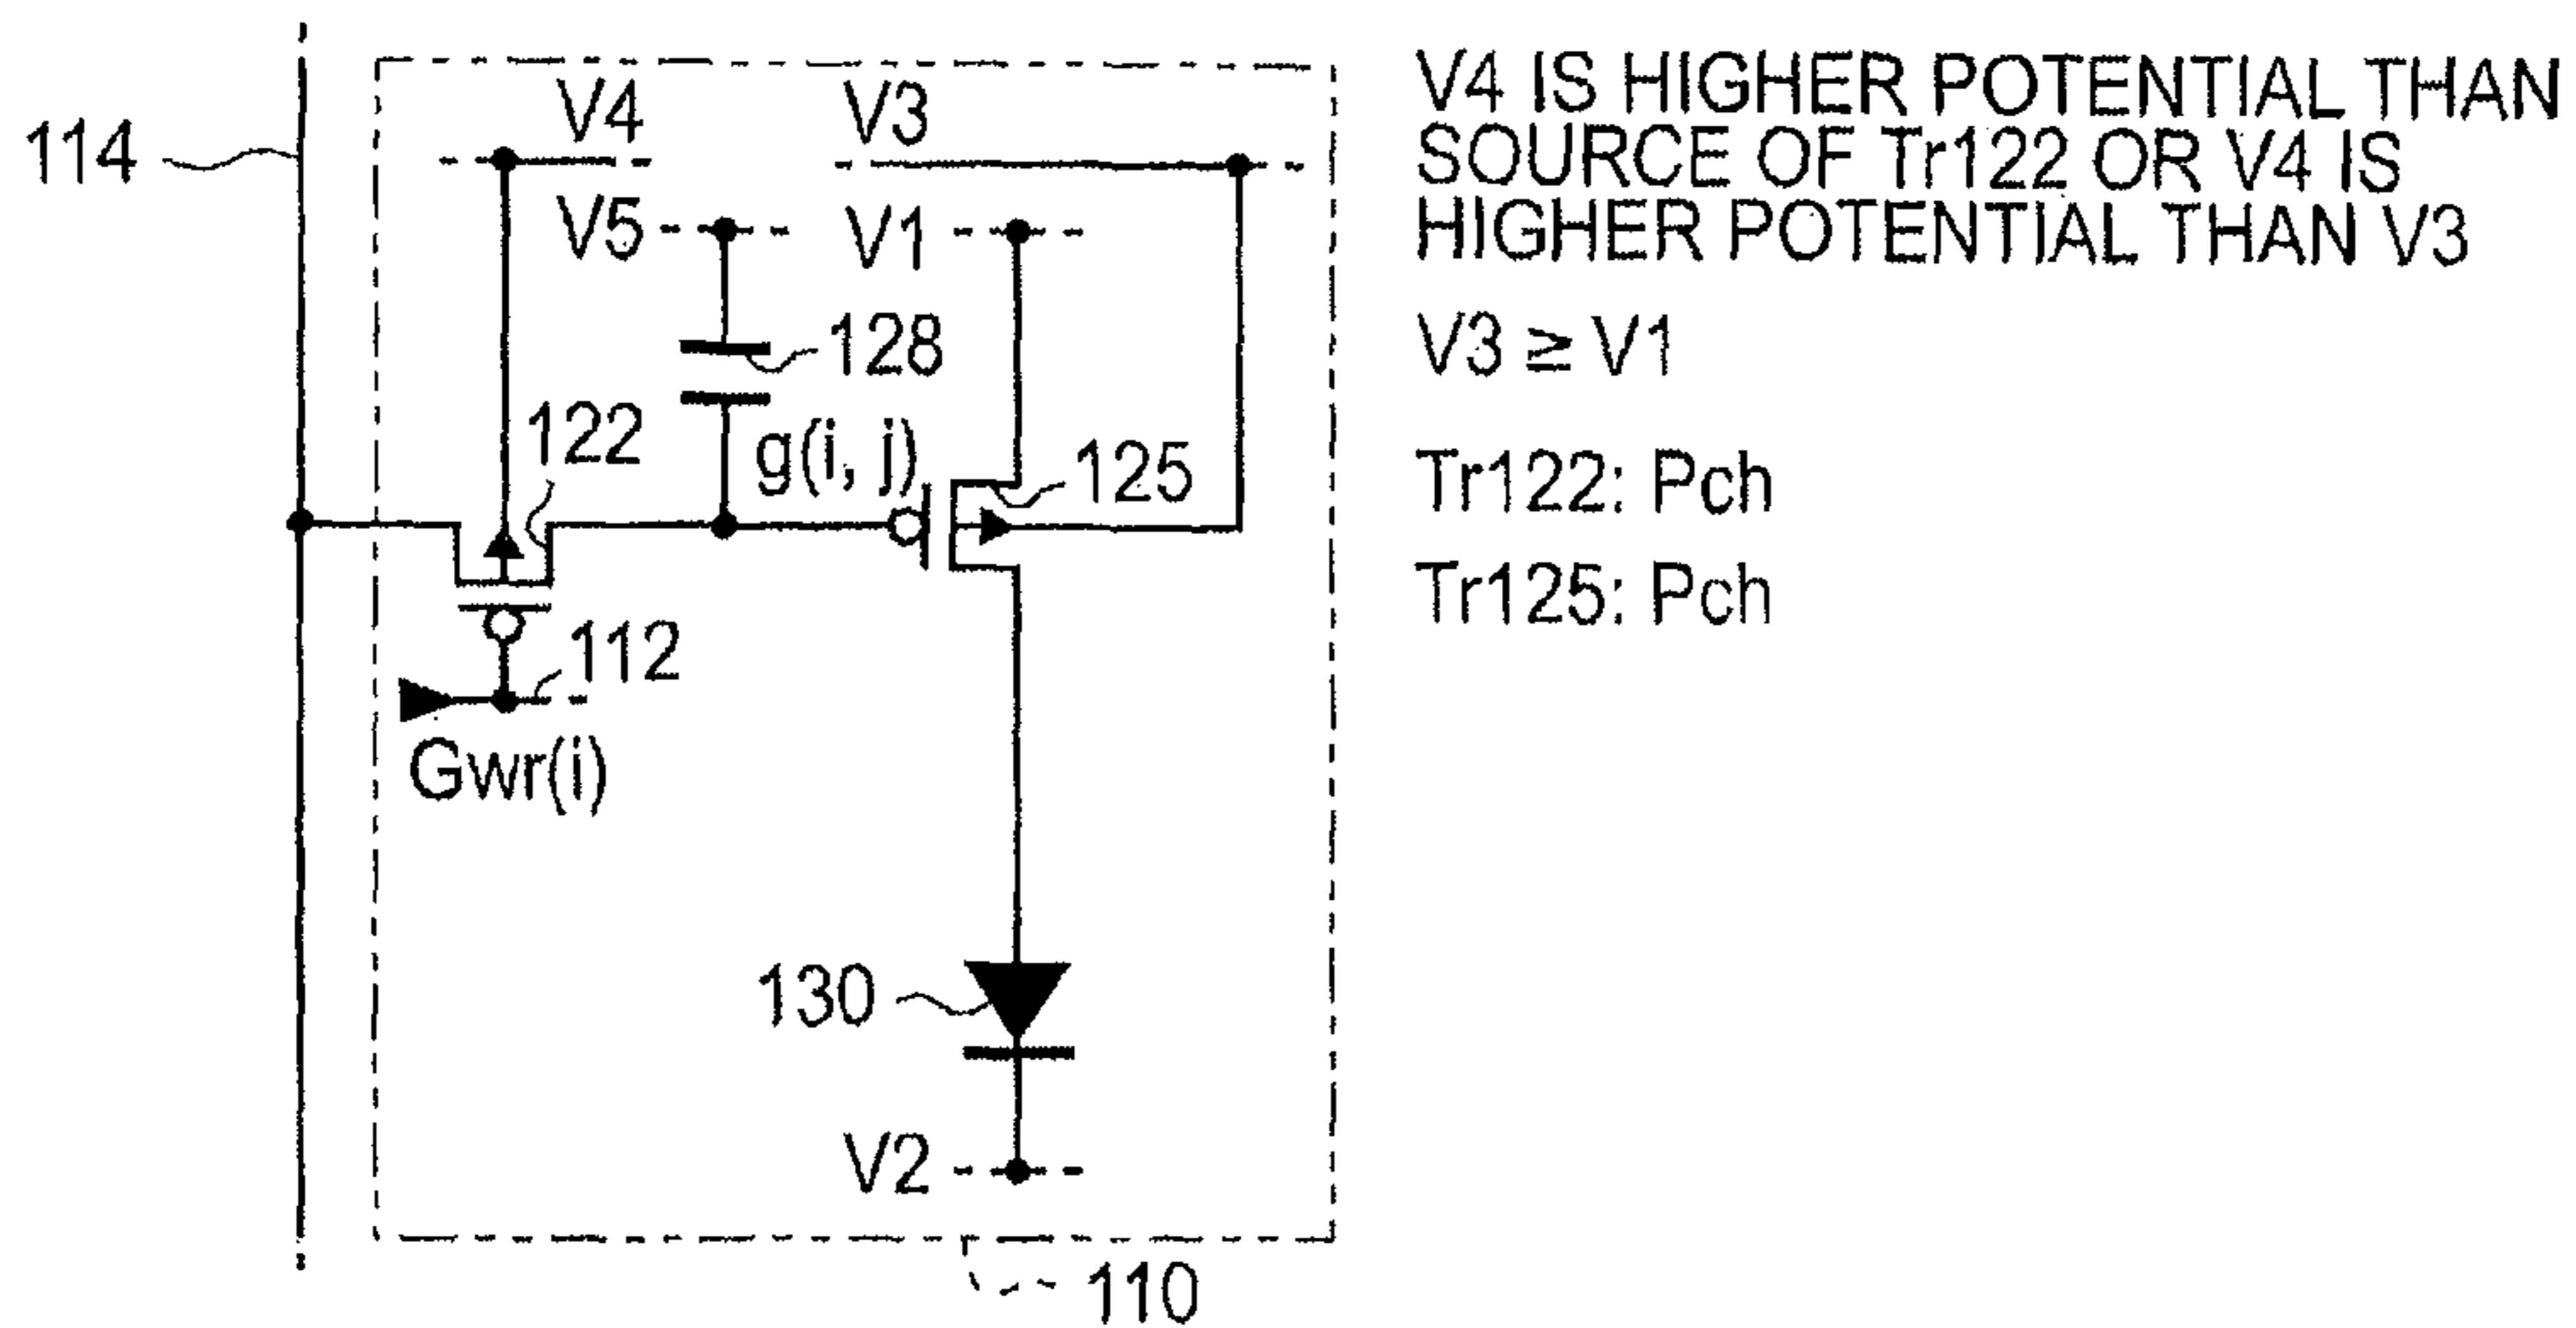 V4 IS HIGHER POTENTIAL THAN
SOURCE OF Tr122 OR V4 IS
HIGHER POTENTIAL THAN V3
V3 ≥ V1
Tr122: Pch
Tr125: Pch
114
V4
V3
V5
V1
128
122
g(i, j)
125
112
Gwr(i)
130
V2
110